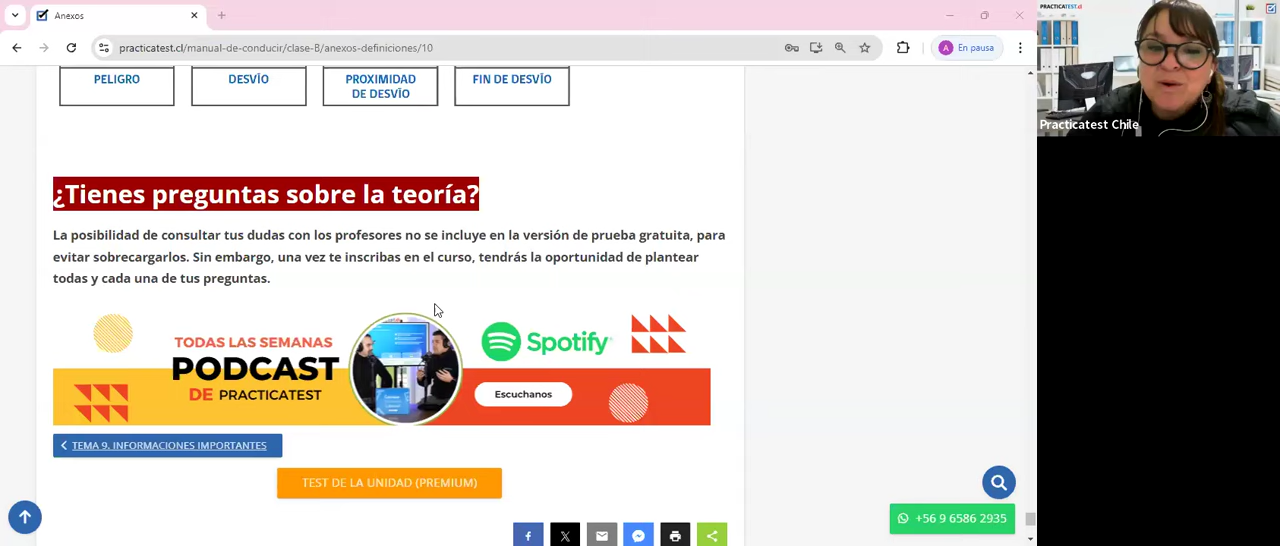 Anexos
practicatest.cl/manual-de-conducir/clase-B/anexos-definiciones/10
A
En pausa
PRACTICATEST.CL
Practicatest Chile
PELIGRO
DESVÍO
PROXIMIDAD
DE DESVÍO
FIN DE DESVÍO
¿Tienes preguntas sobre la teoría?
La posibilidad de consultar tus dudas con los profesores no se incluye en la versión de prueba gratuita, para
evitar sobrecargarlos. Sin embargo, una vez te inscribas en el curso, tendrás la oportunidad de plantear
todas y cada una de tus preguntas.
TODAS LAS SEMANAS
PODCAST
DE PRACTICATEST
Spotify
Escuchanos
TEMA 9. INFORMACIONES IMPORTANTES
TEST DE LA UNIDAD (PREMIUM)
+56 9 6586 2935